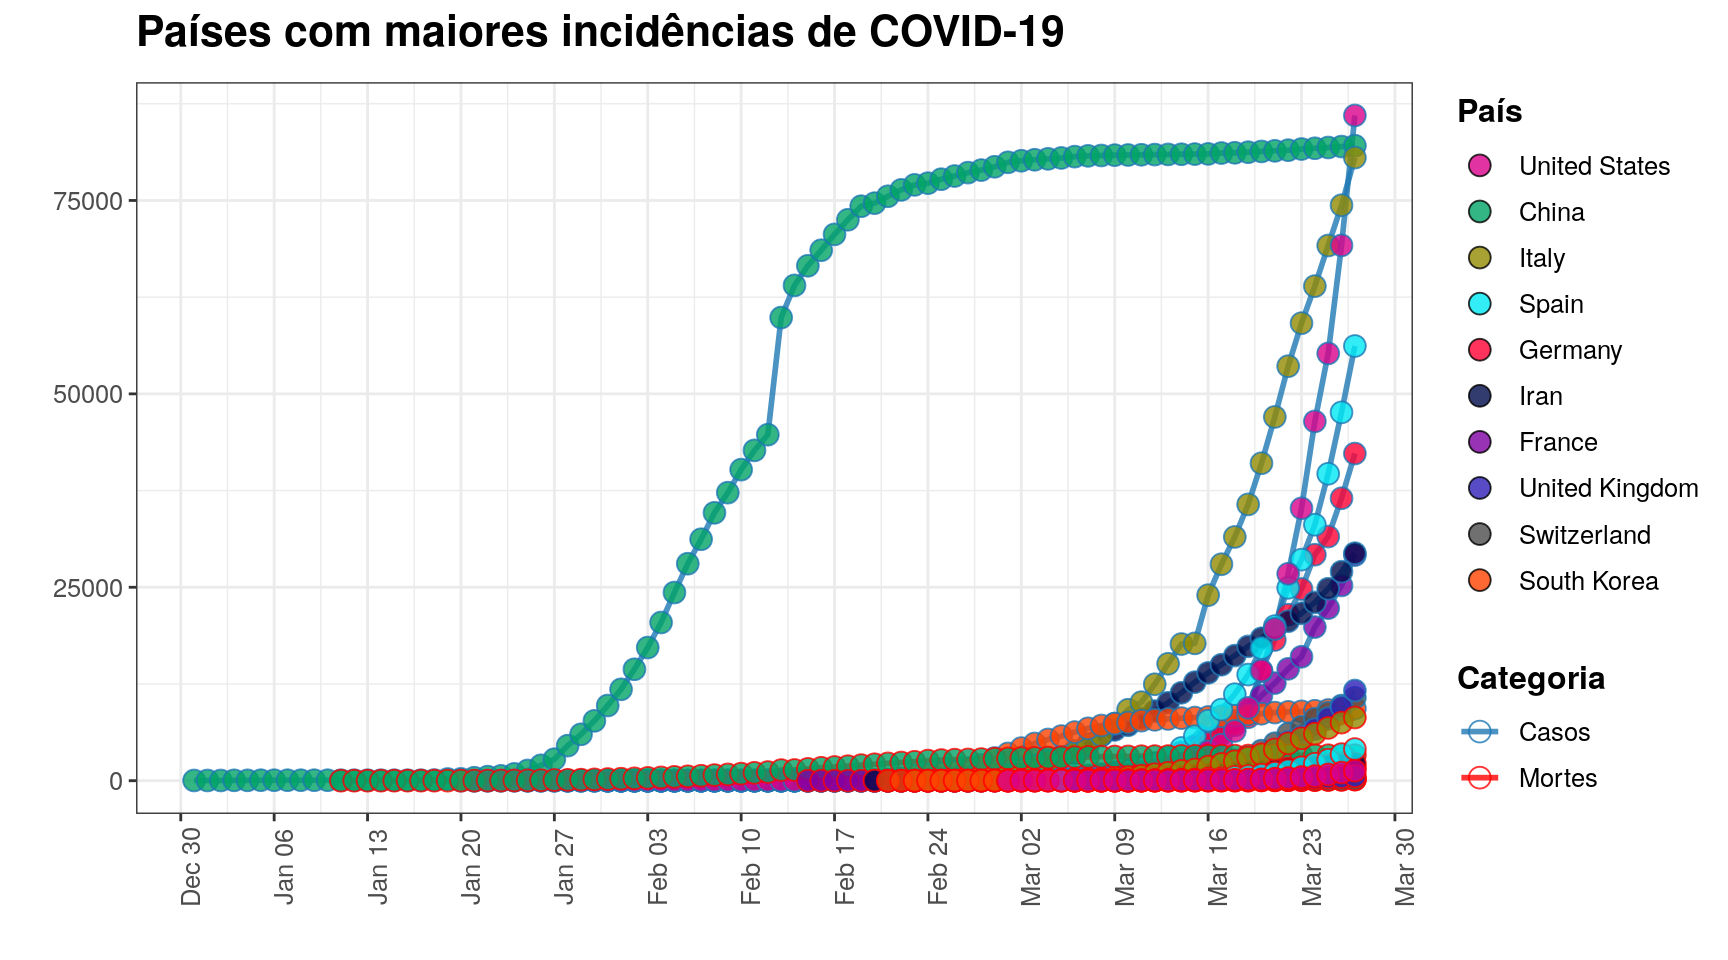 Países com maiores incidências de COVID-19
75000
50000
25000
0
Dec 30
Jan 06
Jan 13
Jan 20
Jan 27
Feb 03
Feb 10
Feb 17
Feb 24
Mar 02
Mar 09
Mar 16
Mar 23
Mar 30
País
United States
China
Italy
Spain
Germany
Iran
France
United Kingdom
Switzerland
South Korea
Categoria
Casos
Mortes